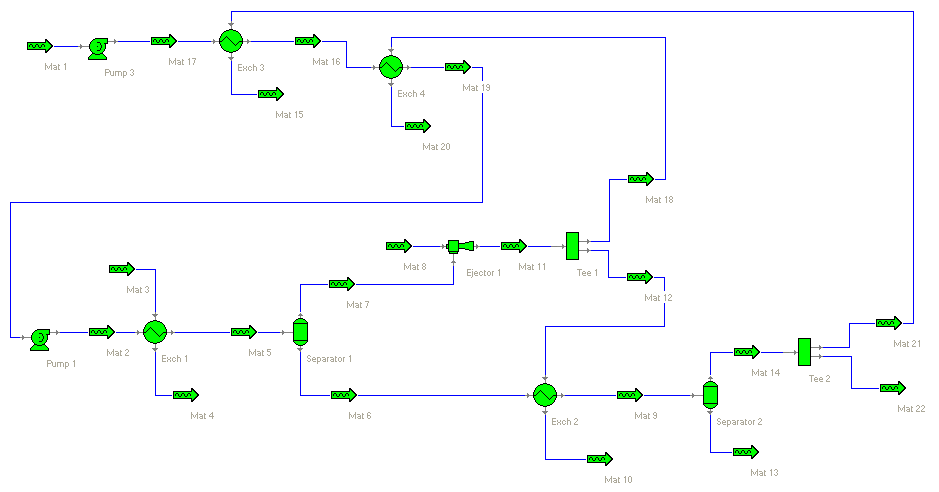 Mat 1
Pump 3
Mat 17
Exch 3
Mat 16
Mat 15
Exch 4
Mat 19
Mat 20
Mat 18
Mat 8
Ejector 1
Mat 11
Tee 1
Mat 12
Mat 3
Mat 7
Pump 1
Mat 2
Exch 1
Mat 5
Separator 1
Mat 4
Mat 6
Exch 2
Mat 9
Mat 10
Separator 2
Mat 14
Mat 13
Tee 2
Mat 21
Mat 22